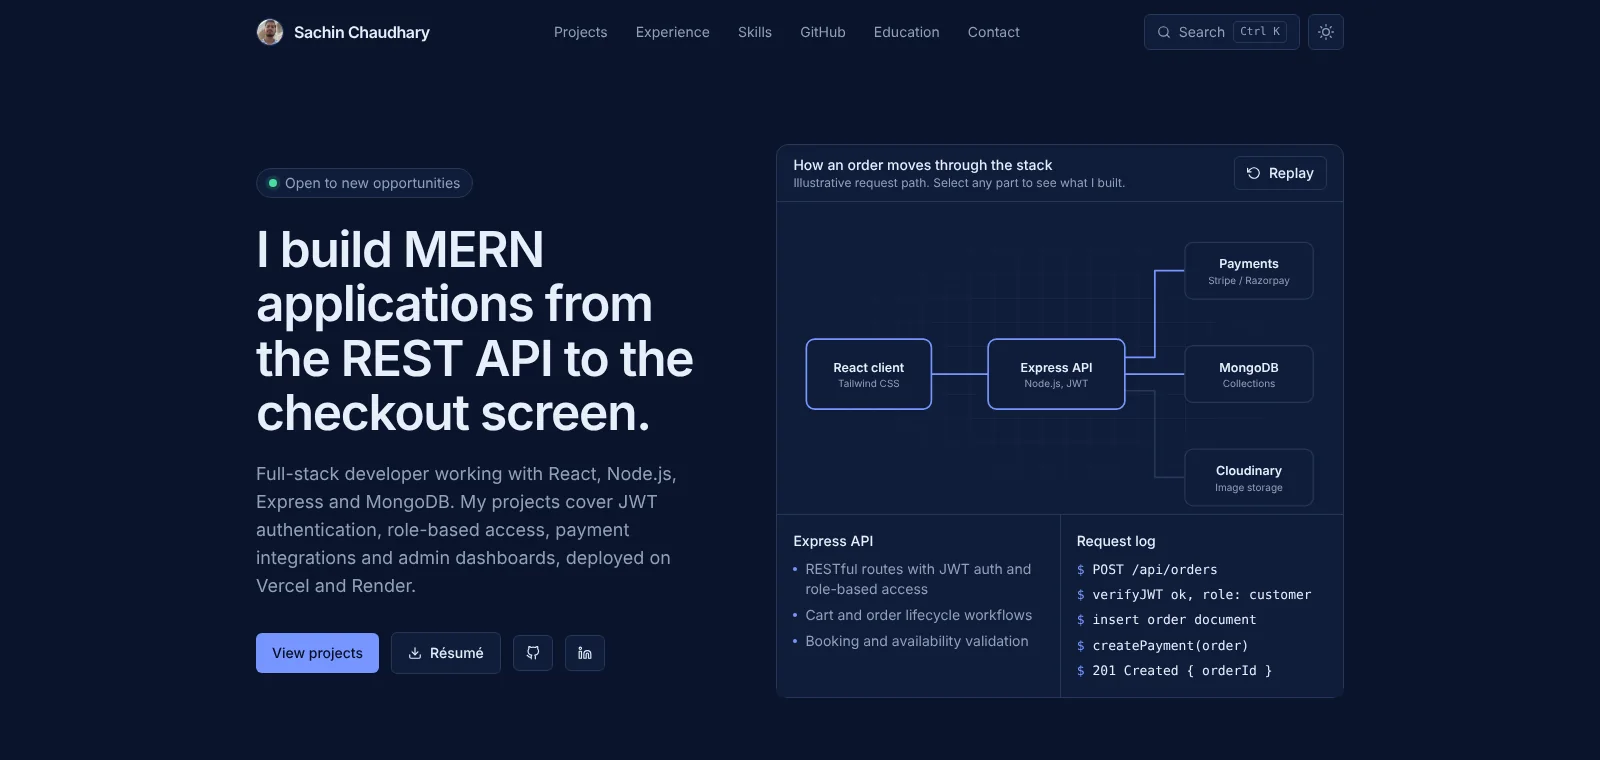 Sachin Chaudhary
Projects
Experience
Skills
GitHub
Education
Contact
Search
Ctrl K
Open to new opportunities
I build MERN
applications from
the REST API to the
checkout screen.
Full-stack developer working with React, Node.js,
Express and MongoDB. My projects cover JWT
authentication, role-based access, payment
integrations and admin dashboards, deployed on
Vercel and Render.
View projects
Résumé
How an order moves through the stack
Illustrative request path. Select any part to see what I built.
Replay
React client
Tailwind CSS
Express API
Node.js, JWT
Payments
Stripe / Razorpay
MongoDB
Collections
Cloudinary
Image storage
Express API
• RESTful routes with JWT auth and
role-based access
• Cart and order lifecycle workflows
• Booking and availability validation
Request log
$ POST /api/orders
$ verifyJWT ok, role: customer
$ insert order document
$ createPayment(order)
$ 201 Created { orderId }